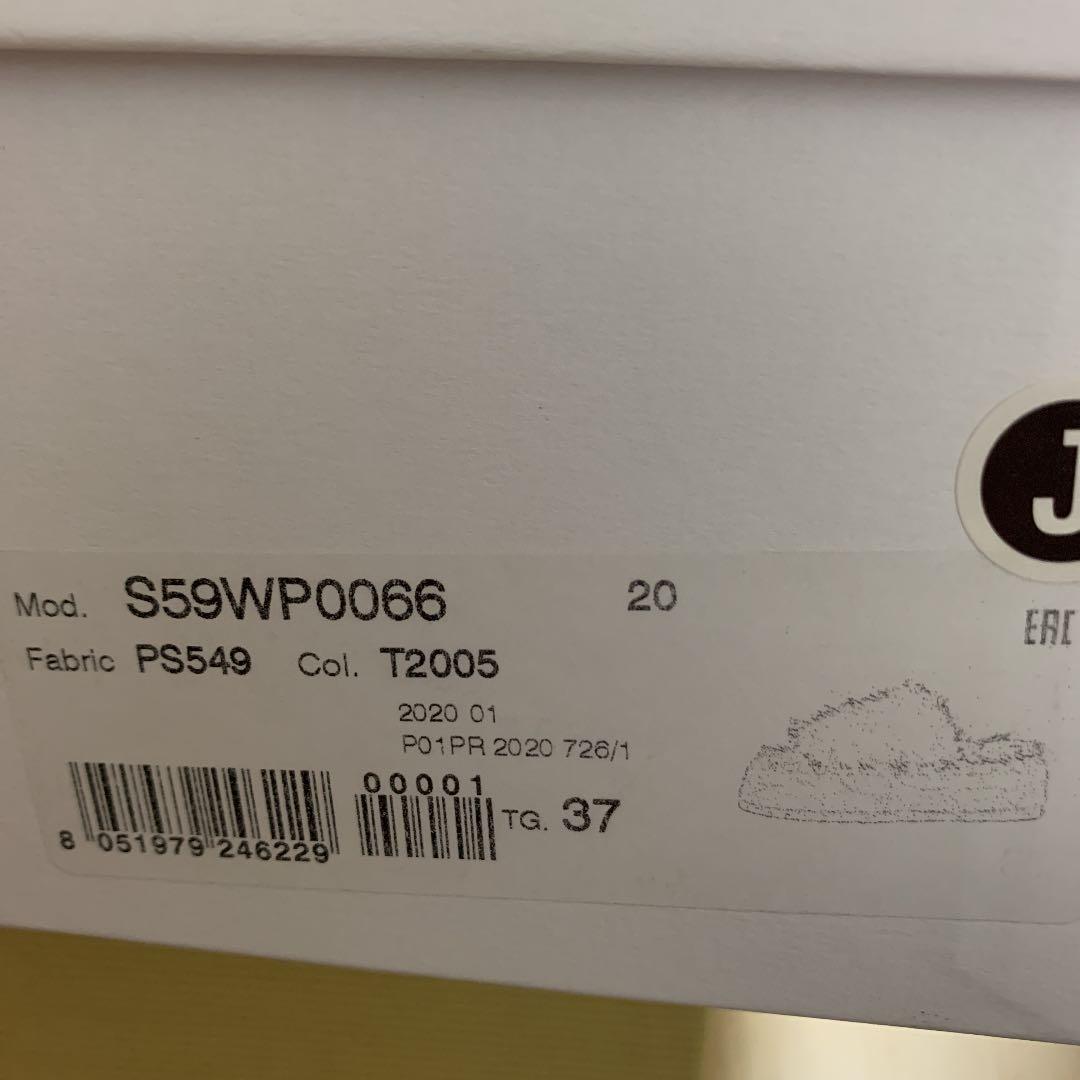 J
EAC
Mod. S59WP0066 20
Fabric PS549 Col. T2005
2020 01
P01PR 2020 726/1
00001
TG. 37
8 051979 246229